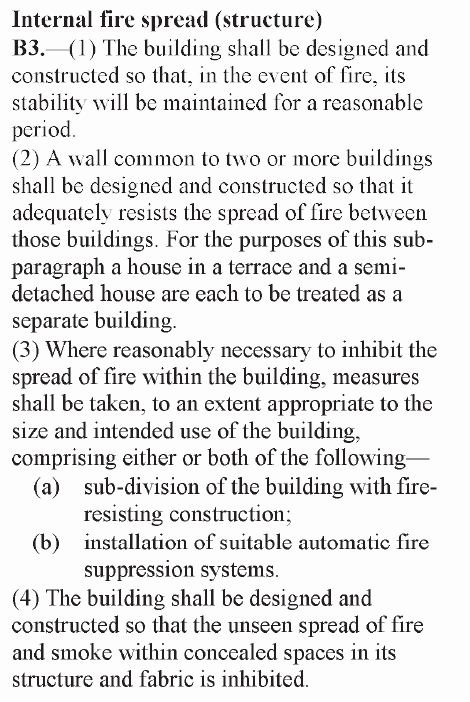 Internal fire spread (structure)
B3.—(1) The building shall be designed and
constructed so that, in the event of fire, its
stability will be maintained for a reasonable
period.
(2) A wall common to two or more buildings
shall be designed and constructed so that it
adequately resists the spread of fire between
those buildings. For the purposes of this sub-
paragraph a house in a terrace and a semi-
detached house are each to be treated as a
separate building.
(3) Where reasonably necessary to inhibit the
spread of fire within the building, measures
shall be taken, to an extent appropriate to the
size and intended use of the building,
comprising either or both of the following—
(a) sub-division of the building with fire-
resisting construction;
(b) installation of suitable automatic fire
suppression systems.
(4) The building shall be designed and
constructed so that the unseen spread of fire
and smoke within concealed spaces in its
structure and fabric is inhibited.